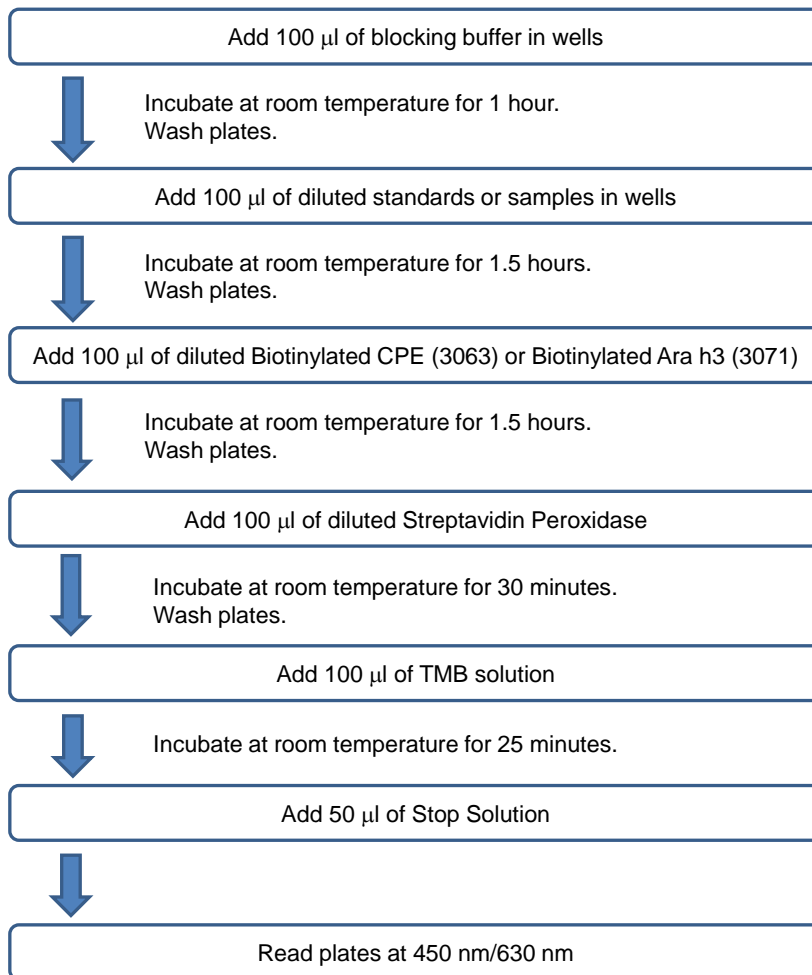 Add 100 μl of blocking buffer in wells
Incubate at room temperature for 1 hour.
Wash plates.
Add 100 μl of diluted standards or samples in wells
Incubate at room temperature for 1.5 hours.
Wash plates.
Add 100 μl of diluted Biotinylated CPE (3063) or Biotinylated Ara h3 (3071)
Incubate at room temperature for 1.5 hours.
Wash plates.
Add 100 μl of diluted Streptavidin Peroxidase
Incubate at room temperature for 30 minutes.
Wash plates.
Add 100 μl of TMB solution
Incubate at room temperature for 25 minutes.
Add 50 μl of Stop Solution
Read plates at 450 nm/630 nm